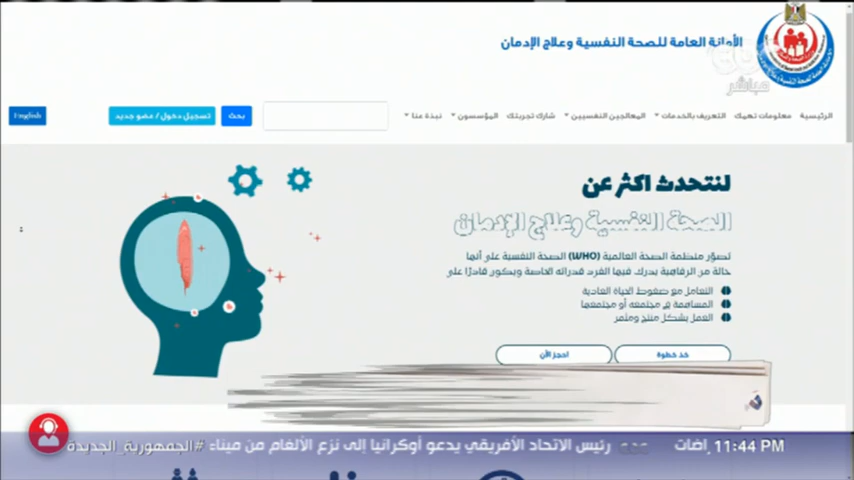 الأمانة العامة للصحة النفسية وعلاج الإدمان
cbc
مباشر
الرئيسية معلومات تهمك التعريف بالخدمات المعالجين النفسيين شارك تجربتك المؤسسون نبذة عنا
بحث
تسجيل دخول / عضو جديد
English
لنتحدث اكثر عن
الصحة النفسية وعلاج الإدمان
تصوّر منظمة الصحة العالمية (WHO) الصحة النفسية على أنها
حالة من الرفاهية يدرك فيها الفرد قدراته الخاصة ويكون قادرًا على
التعامل مع ضغوط الحياة العادية
المساهمة في مجتمعه أو مجتمعها
العمل بشكل منتج ومثمر
خذ خطوة
احجز الآن
11:44 PM
رئيس الاتحاد الأفريقي يدعو أوكرانيا إلى نزع الألغام من ميناء #الجمهورية_الجديدة